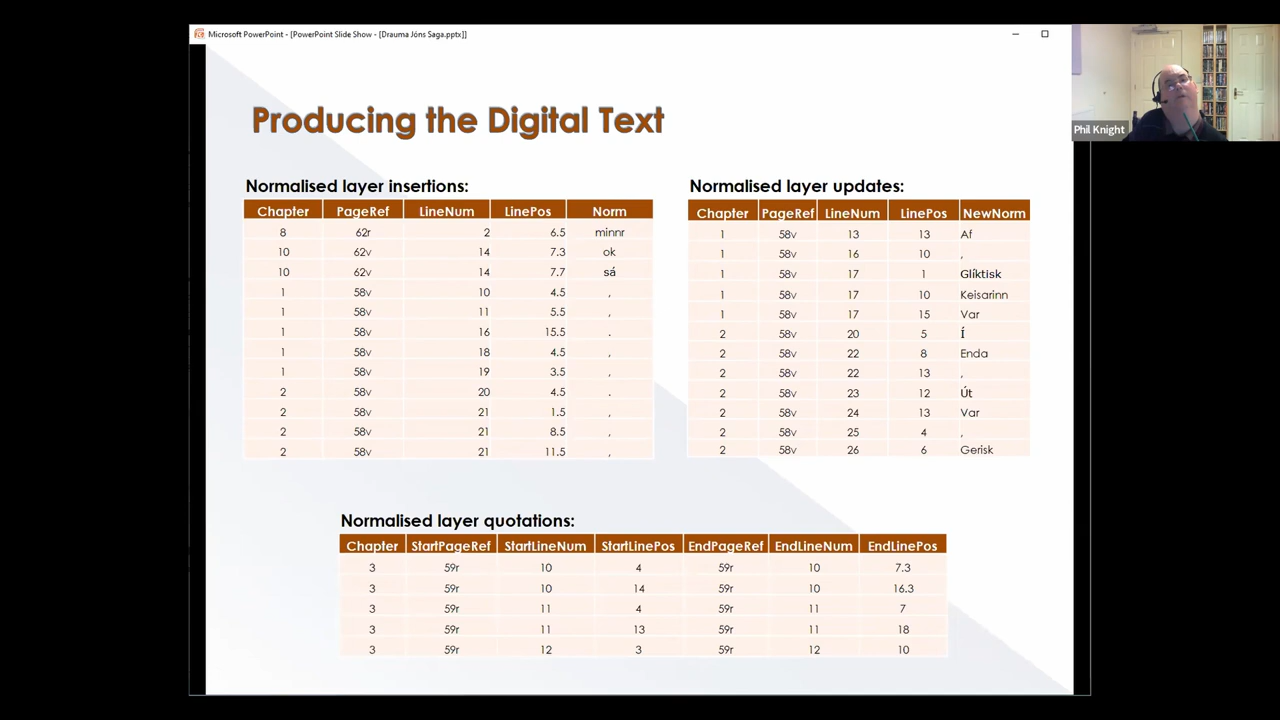 Microsoft PowerPoint - [PowerPoint Slide Show - [Drauma Jóns Saga.pptx]]
Phil Knight
Producing the Digital Text
Normalised layer insertions:
Chapter PageRef LineNum LinePos Norm
8 62r 2 6.5 minnr
10 62v 14 7.3 ok
10 62v 14 7.7 sá
1 58v 10 4.5 ,
1 58v 11 5.5 ,
1 58v 16 15.5 .
1 58v 18 4.5 ,
1 58v 19 3.5 ,
2 58v 20 4.5 .
2 58v 21 1.5 ,
2 58v 21 8.5 ,
2 58v 21 11.5 ,
Normalised layer updates:
Chapter PageRef LineNum LinePos NewNorm
1 58v 13 13 Af
1 58v 16 10 ,
1 58v 17 1 Glíktisk
1 58v 17 10 Keisarinn
1 58v 17 15 Var
2 58v 20 5 Í
2 58v 22 8 Enda
2 58v 22 13 ,
2 58v 23 12 Út
2 58v 24 13 Var
2 58v 25 4 ,
2 58v 26 6 Gerisk
Normalised layer quotations:
Chapter StartPageRef StartLineNum StartLinePos EndPageRef EndLineNum EndLinePos
3 59r 10 4 59r 10 7.3
3 59r 10 14 59r 10 16.3
3 59r 11 4 59r 11 7
3 59r 11 13 59r 11 18
3 59r 12 3 59r 12 10